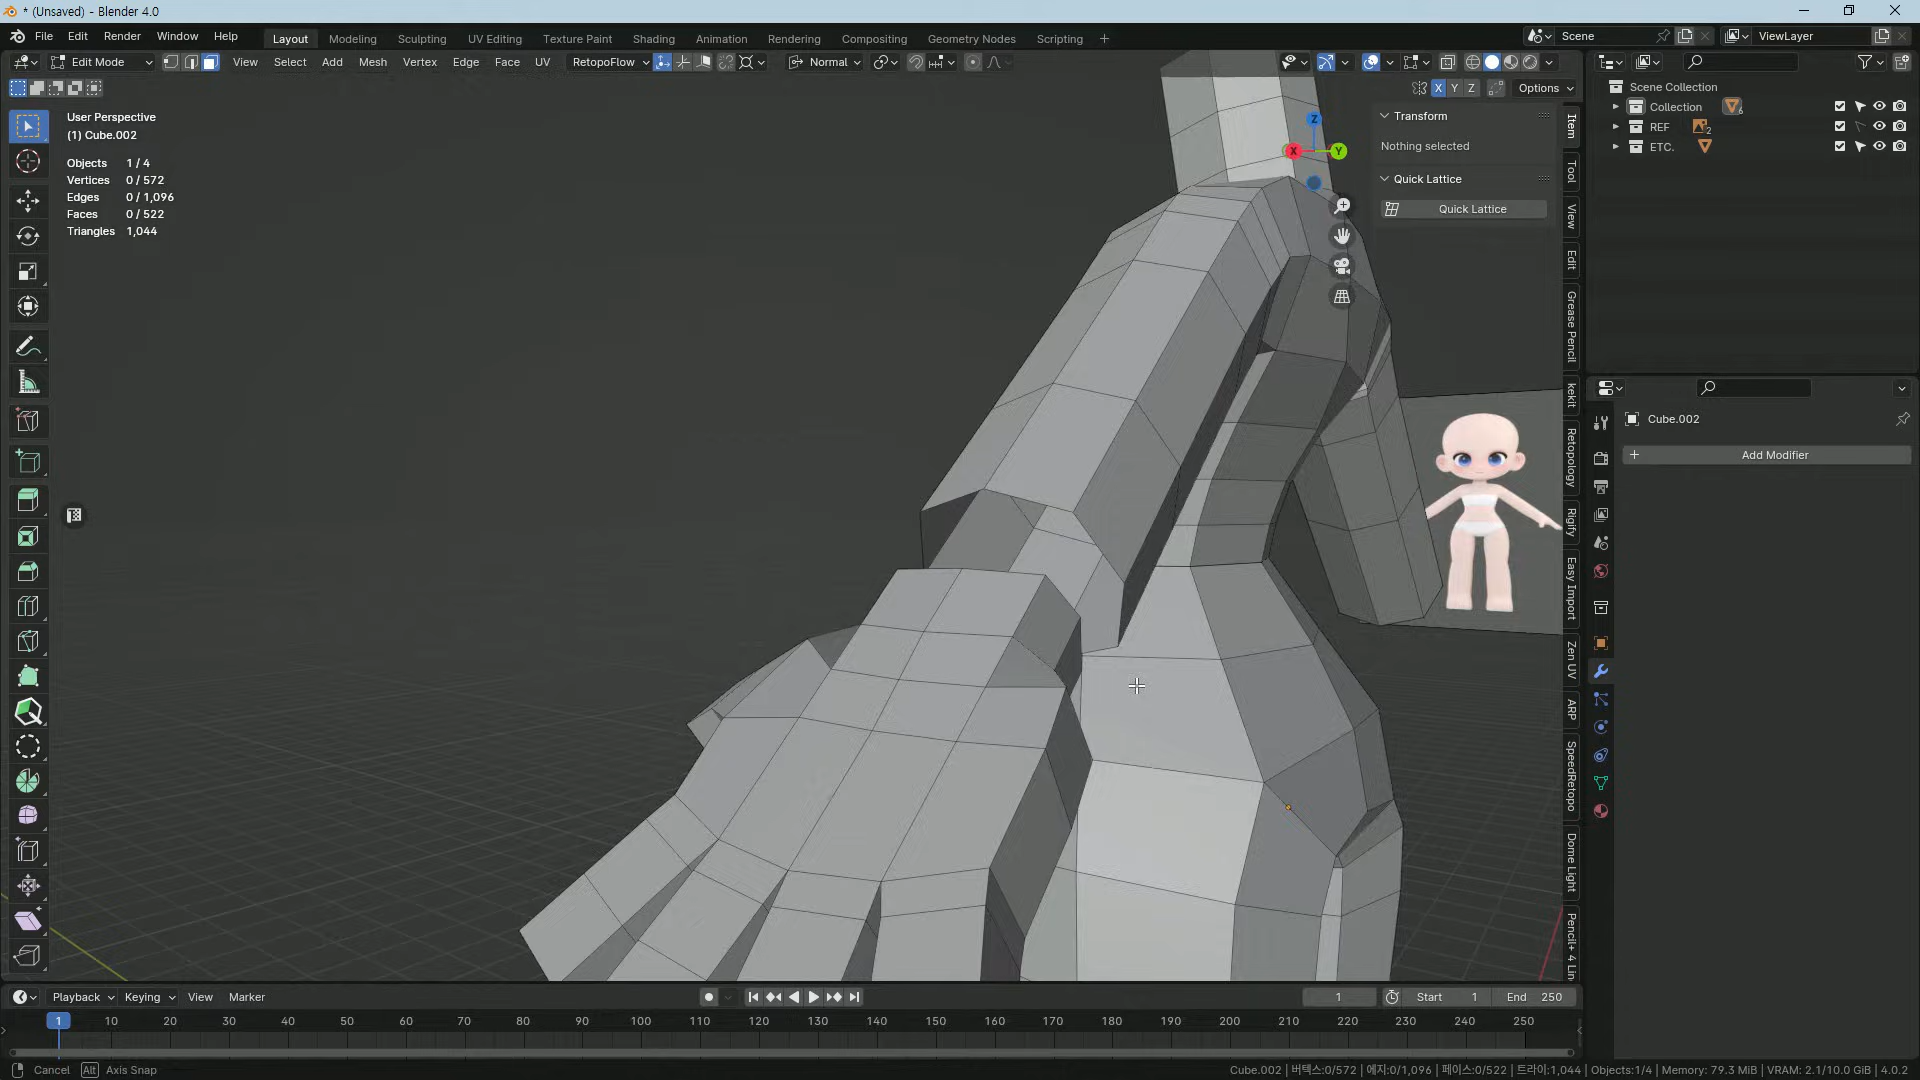 * (Unsaved) - Blender 4.0
File Edit Render Window Help
Layout Modeling Sculpting UV Editing Texture Paint Shading Animation Rendering Compositing Geometry Nodes Scripting +
Scene
ViewLayer
Edit Mode
View Select Add Mesh Vertex Edge Face UV RetopoFlow
Normal
X Y Z
Options
User Perspective
(1) Cube.002
Objects 1 / 4
Vertices 0 / 572
Edges 0 / 1,096
Faces 0 / 522
Triangles 1,044
Z
X
Y
Transform
Nothing selected
Quick Lattice
Quick Lattice
Item
Tool
View
Edit
Grease Pencil
kekit
Retopology
Rigify
Easy Import
Zen UV
ARP
SpeedRetopo
Dome Light
Pencil+ 4 Lin
Scene Collection
Collection 6
REF 2
ETC.
Cube.002
+ Add Modifier
Playback Keying View Marker
1
Start 1
End 250
1 10 20 30 40 50 60 70 80 90 100 110 120 130 140 150 160 170 180 190 200 210 220 230 240 250
Cancel Alt Axis Snap
Cube.002 | 버텍스:0/572 | 에지:0/1,096 | 페이스:0/522 | 트라이:1,044 | Objects:1/4 | Memory: 79.3 MiB | VRAM: 2.1/10.0 GiB | 4.0.2